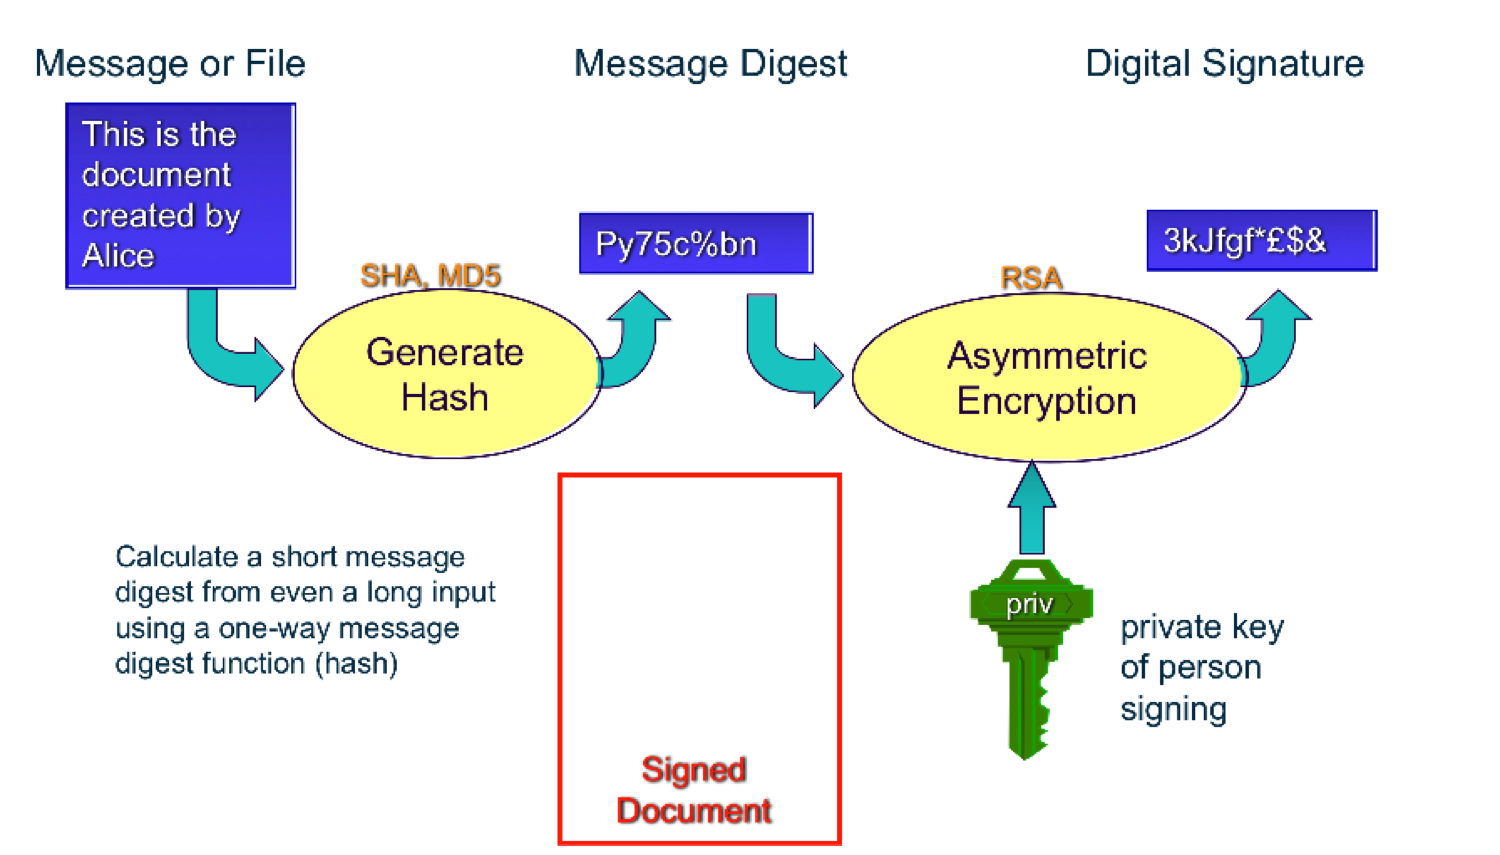 Message or File
Message Digest
Digital Signature
This is the
document
created by
Alice
Py75c%bn
3kJfgf*£$&
SHA, MD5
RSA
Generate
Hash
Asymmetric
Encryption
Calculate a short message
digest from even a long input
using a one-way message
digest function (hash)
priv
private key
of person
signing
Signed
Document